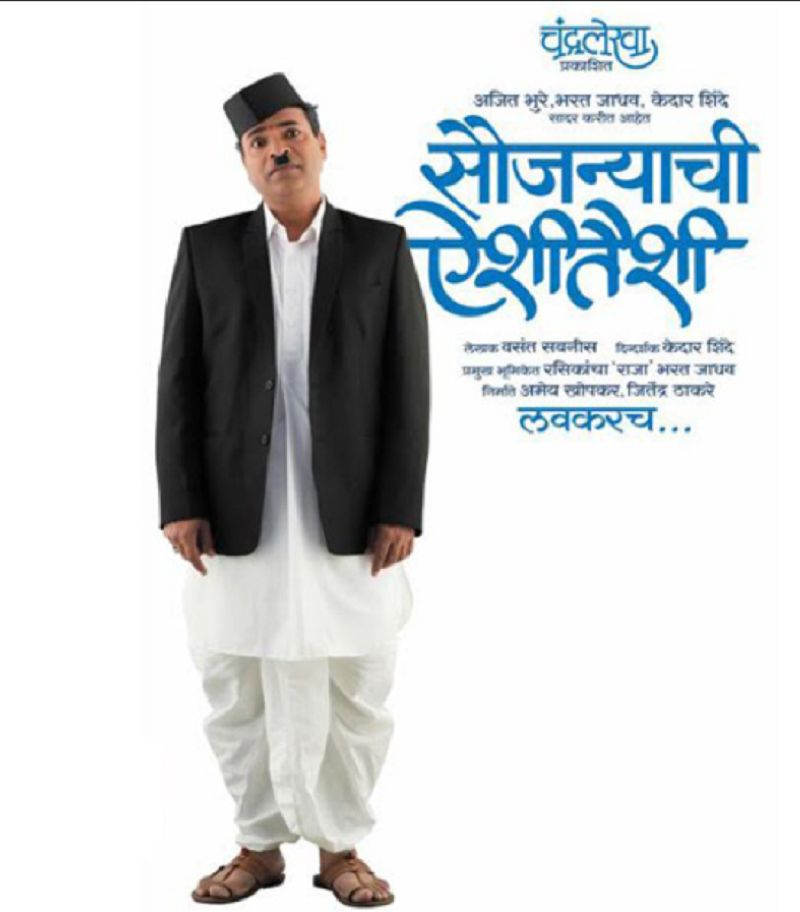 चंद्रलेखा
प्रकाशित
अजित भुरे,भरत जाधव, केदार शिंदे
सादर करीत आहेत
सौजन्याची
ऐशीतैशी
लेखक वसंत सबनीस दिग्दर्शक केदार शिंदे
प्रमुख भूमिकेत रसिकांचा 'राजा' भरत जाधव
निर्माते अमेय खोपकर, जितेंद्र ठाकरे
लवकरच...